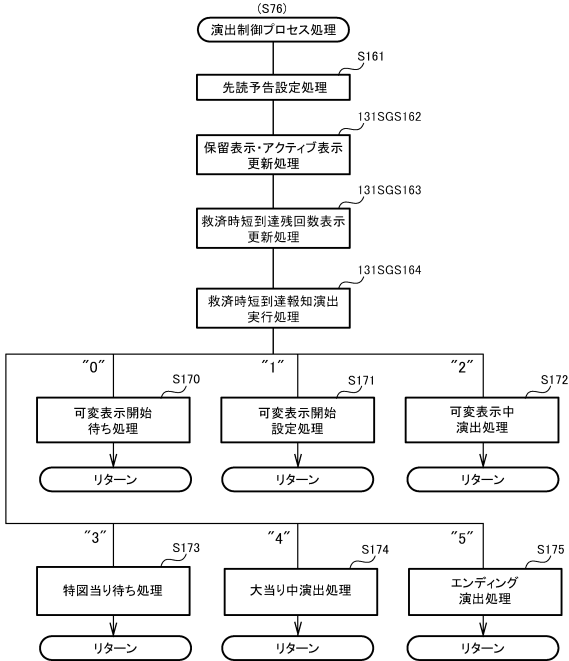 (S76)
演出制御プロセス処理
S161
先読予告設定処理
131SGS162
保留表示・アクティブ表示
更新処理
131SGS163
救済時短到達残回数表示
更新処理
131SGS164
救済時短到達報知演出
実行処理
"0"
"1"
"2"
S170
S171
S172
可変表示開始
待ち処理
可変表示開始
設定処理
可変表示中
演出処理
リターン
リターン
リターン
"3"
"4"
"5"
S173
S174
S175
特図当り待ち処理
大当り中演出処理
エンディング
演出処理
リターン
リターン
リターン